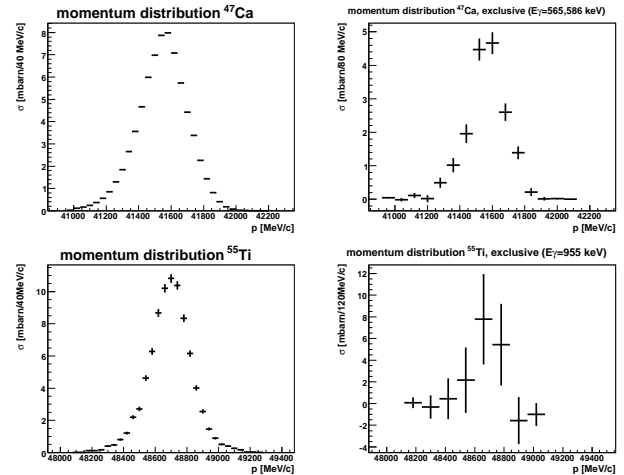 momentum distribution ⁴⁷Ca
σ [mbarn/40 MeV/c]
8
7
6
5
4
3
2
1
0
41000 41200 41400 41600 41800 42000 42200
p [MeV/c]
momentum distribution ⁴⁷Ca, exclusive (Eγ=565,586 keV)
σ [mbarn/80 MeV/c]
5
4
3
2
1
0
41000 41200 41400 41600 41800 42000 42200
p [MeV/c]
momentum distribution ⁵⁵Ti
σ [mbarn/40MeV/c]
10
8
6
4
2
0
48000 48200 48400 48600 48800 49000 49200 49400
p [MeV/c]
momentum distribution ⁵⁵Ti, exclusive (Eγ=955 keV)
σ [mbarn/120MeV/c]
12
10
8
6
4
2
0
-2
-4
48000 48200 48400 48600 48800 49000 49200 49400
p [MeV/c]